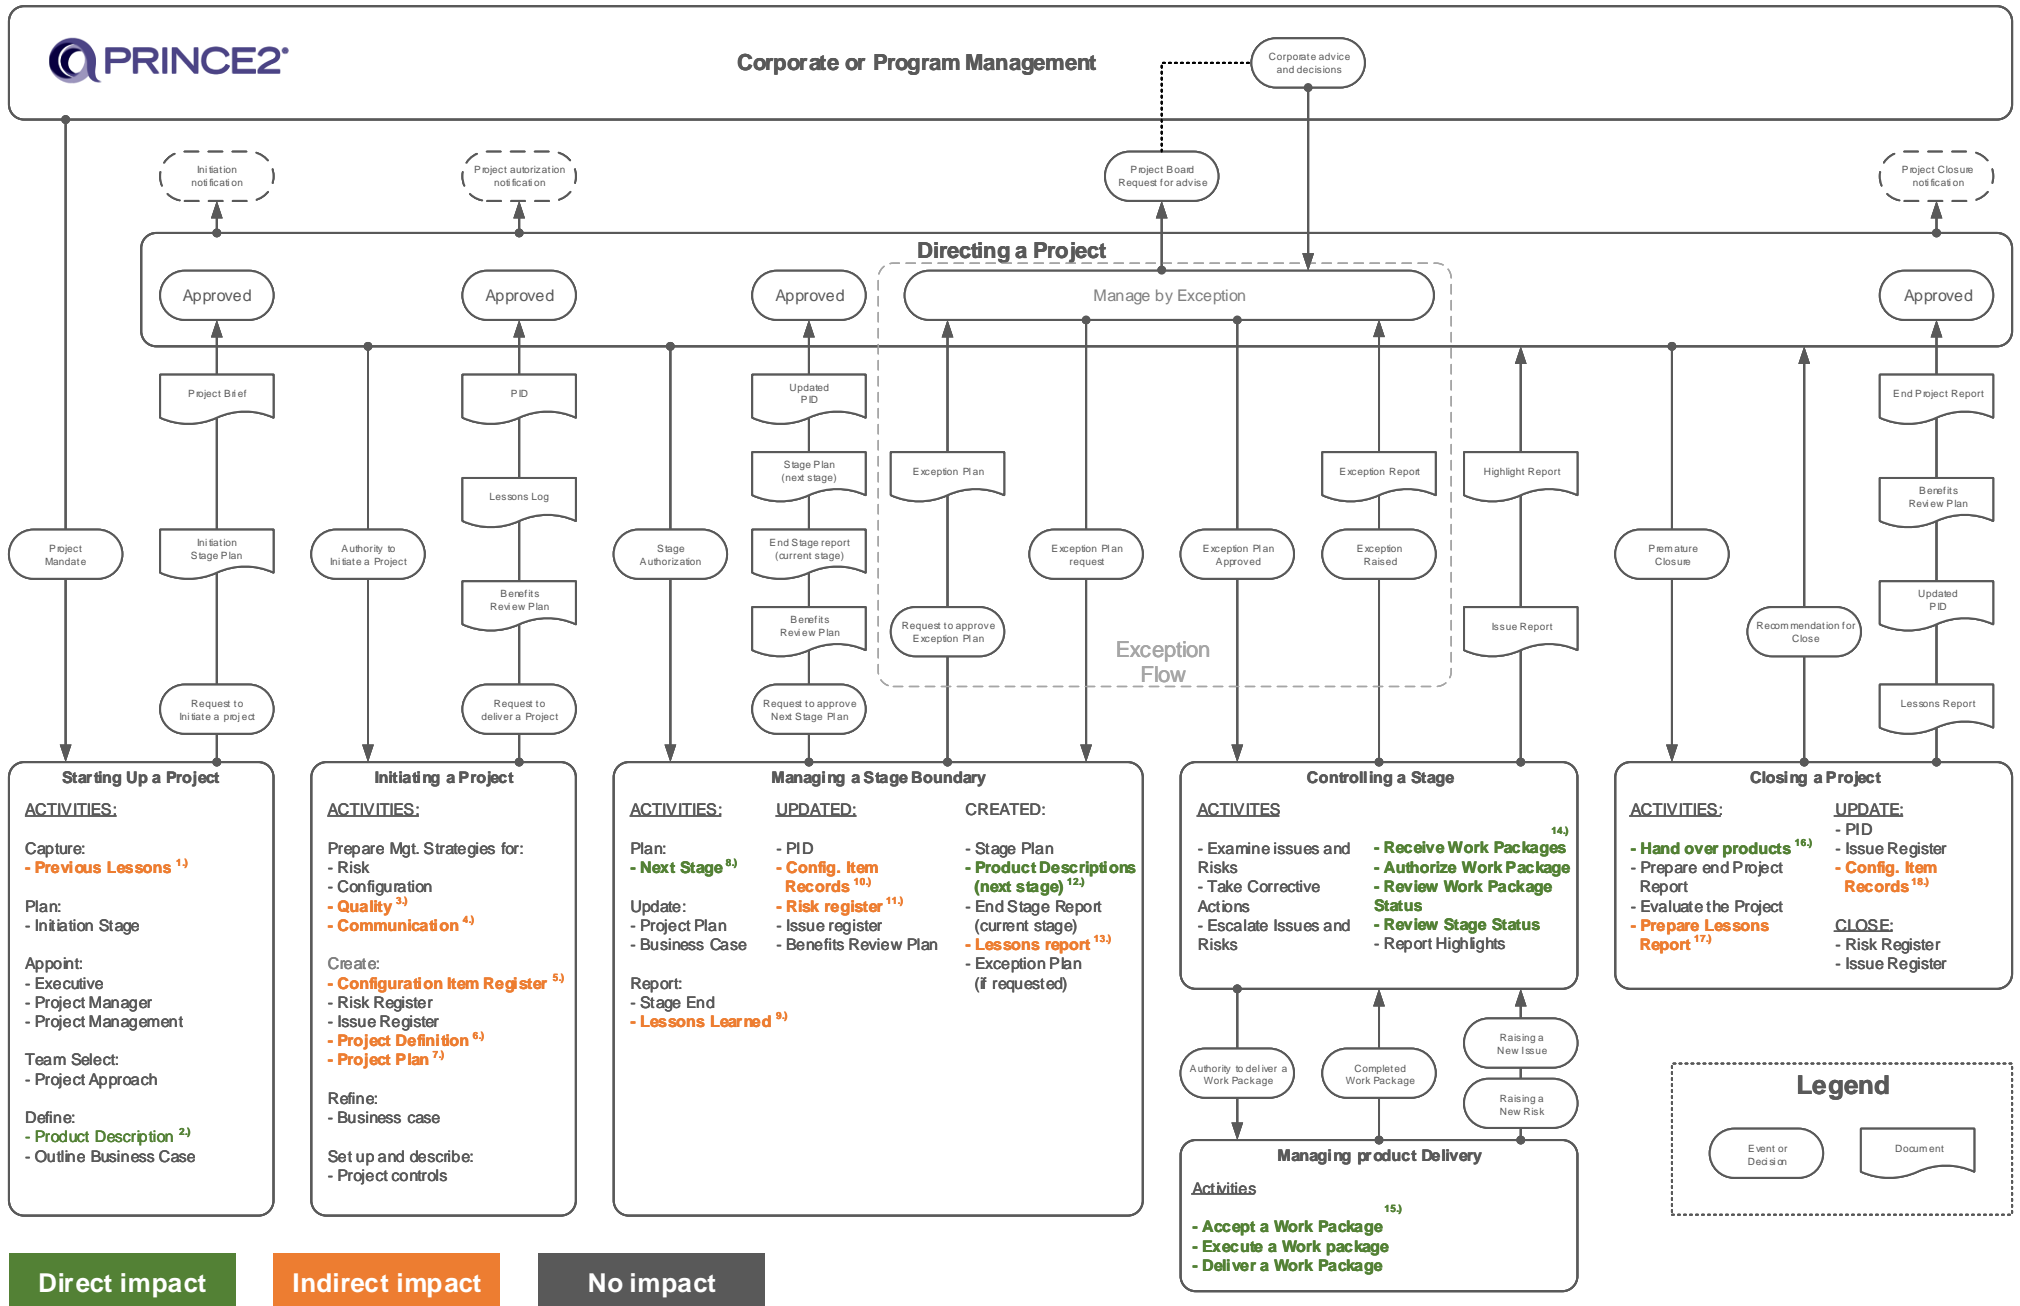 PRINCE2®
Corporate or Program Management
Corporate advice
and decisions
Initiation
notification
Project autorization
notification
Project Board
Request for advise
Project Closure
notification
Directing a Project
Approved
Approved
Approved
Manage by Exception
Approved
Project Brief
PID
Updated
PID
End Project Report
Stage Plan
(next stage)
Exception Plan
Exception Report
Highlight Report
Lessons Log
Benefits
Review Plan
Project
Mandate
Initiation
Stage Plan
Authority to
Initiate a Project
Stage
Authorization
End Stage report
(current stage)
Exception Plan
request
Exception Plan
Approved
Exception
Raised
Premature
Closure
Benefits
Review Plan
Benefits
Review Plan
Request to approve
Exception Plan
Issue Report
Recommendation for
Close
Updated
PID
Exception
Flow
Request to
Initiate a project
Request to
deliver a Project
Request to approve
Next Stage Plan
Lessons Report
Starting Up a Project
ACTIVITIES:
Capture:
- Previous Lessons 1.)
Plan:
- Initiation Stage
Appoint:
- Executive
- Project Manager
- Project Management
Team Select:
- Project Approach
Define:
- Product Description 2.)
- Outline Business Case
Initiating a Project
ACTIVITIES:
Prepare Mgt. Strategies for:
- Risk
- Configuration
- Quality 3.)
- Communication 4.)
Create:
- Configuration Item Register 5.)
- Risk Register
- Issue Register
- Project Definition 6.)
- Project Plan 7.)
Refine:
- Business case
Set up and describe:
- Project controls
Managing a Stage Boundary
ACTIVITIES:
Plan:
- Next Stage 8.)
Update:
- Project Plan
- Business Case
Report:
- Stage End
- Lessons Learned 9.)
UPDATED:
- PID
- Config. Item
Records 10.)
- Risk register 11.)
- Issue register
- Benefits Review Plan
CREATED:
- Stage Plan
- Product Descriptions
(next stage) 12.)
- End Stage Report
(current stage)
- Lessons report 13.)
- Exception Plan
(if requested)
Controlling a Stage
ACTIVITES
- Examine issues and
Risks
- Take Corrective
Actions
- Escalate Issues and
Risks
14.)
- Receive Work Packages
- Authorize Work Package
- Review Work Package
Status
- Review Stage Status
- Report Highlights
Closing a Project
ACTIVITIES:
- Hand over products 16.)
- Prepare end Project
Report
- Evaluate the Project
- Prepare Lessons
Report 17.)
UPDATE:
- PID
- Issue Register
- Config. Item
Records 18.)
CLOSE:
- Risk Register
- Issue Register
Authority to deliver a
Work Package
Completed
Work Package
Raising a
New Issue
Raising a
New Risk
Managing product Delivery
Activities
15.)
- Accept a Work Package
- Execute a Work package
- Deliver a Work Package
Legend
Event or
Decision
Document
Direct impact
Indirect impact
No impact